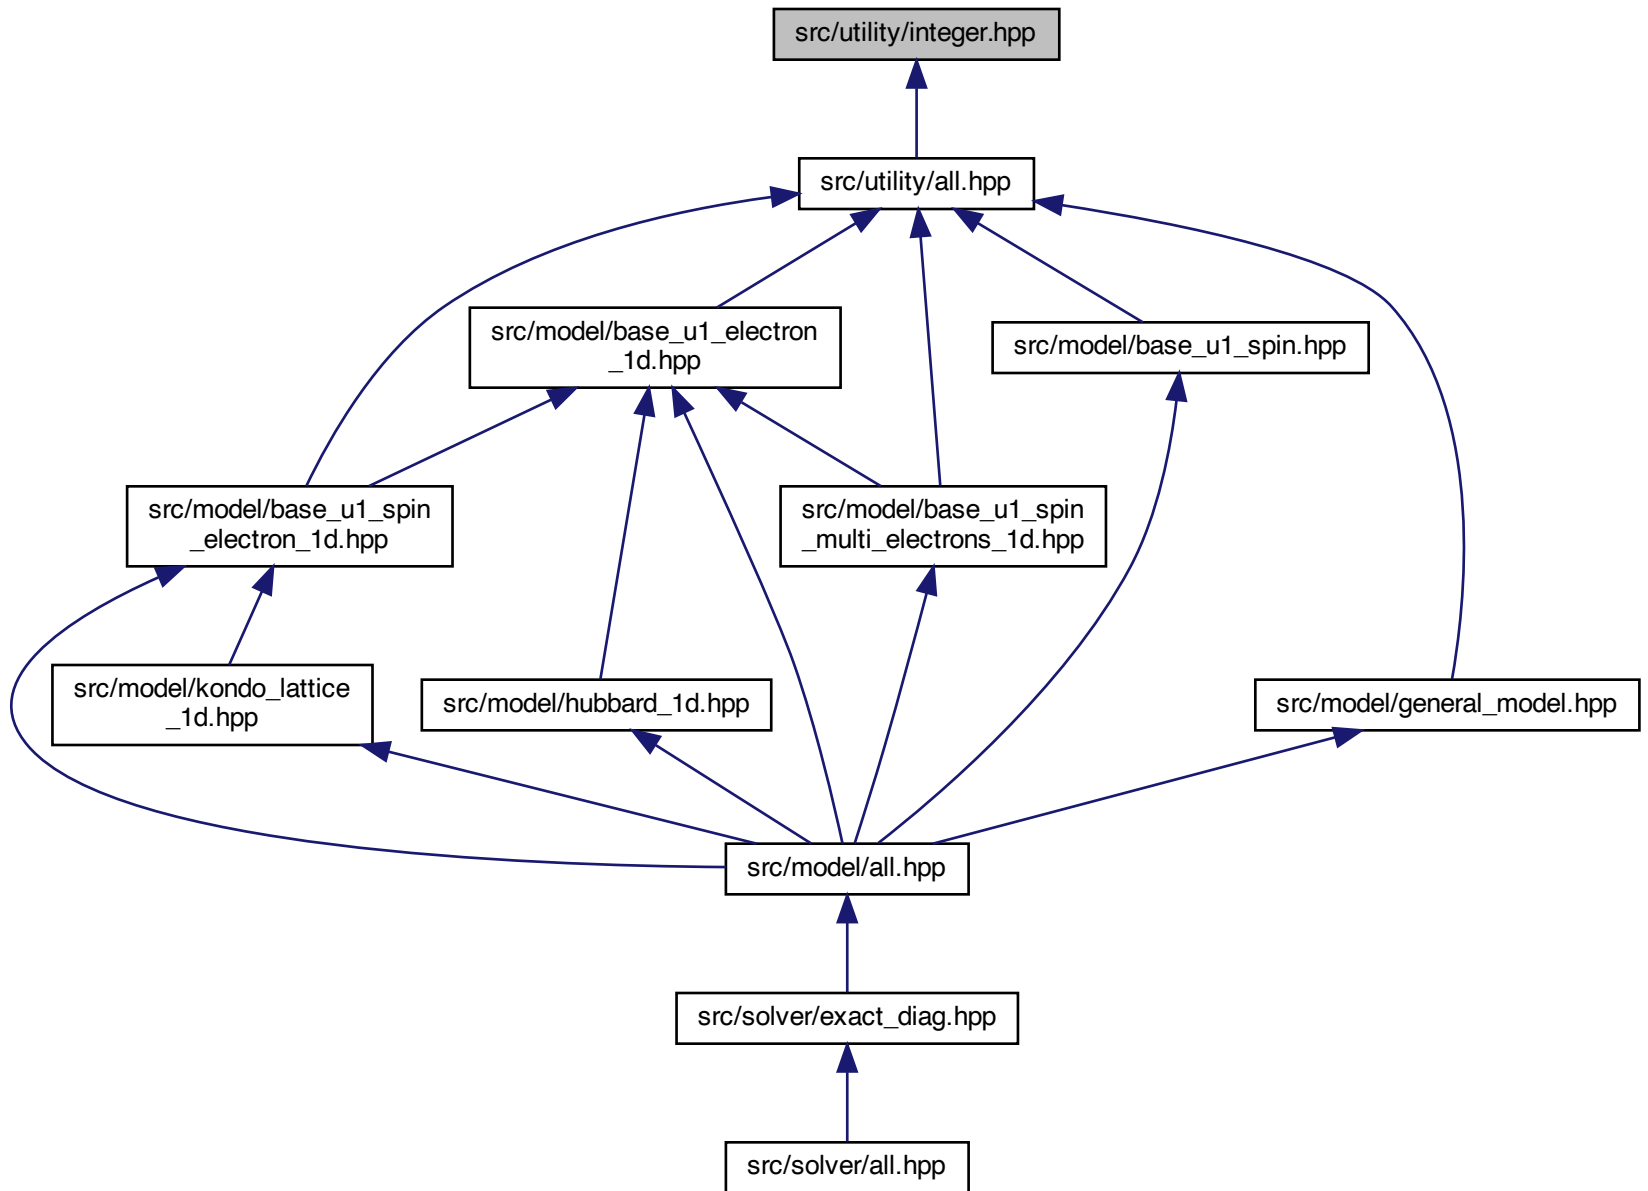 src/utility/integer.hpp
src/utility/all.hpp
src/model/base_u1_electron
_1d.hpp
src/model/base_u1_spin.hpp
src/model/base_u1_spin
_electron_1d.hpp
src/model/base_u1_spin
_multi_electrons_1d.hpp
src/model/kondo_lattice
_1d.hpp
src/model/hubbard_1d.hpp
src/model/general_model.hpp
src/model/all.hpp
src/solver/exact_diag.hpp
src/solver/all.hpp